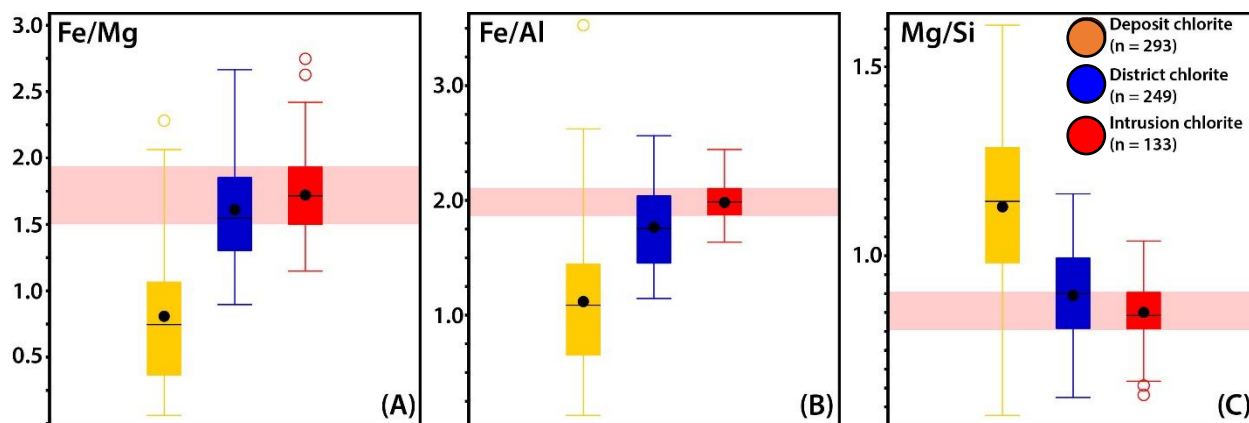 Fe/Mg
3.0
2.5
2.0
1.5
1.0
0.5
(A)
Fe/Al
3.0
2.0
1.0
(B)
Mg/Si
1.5
1.0
(C)
Deposit chlorite
(n = 293)
District chlorite
(n = 249)
Intrusion chlorite
(n = 133)